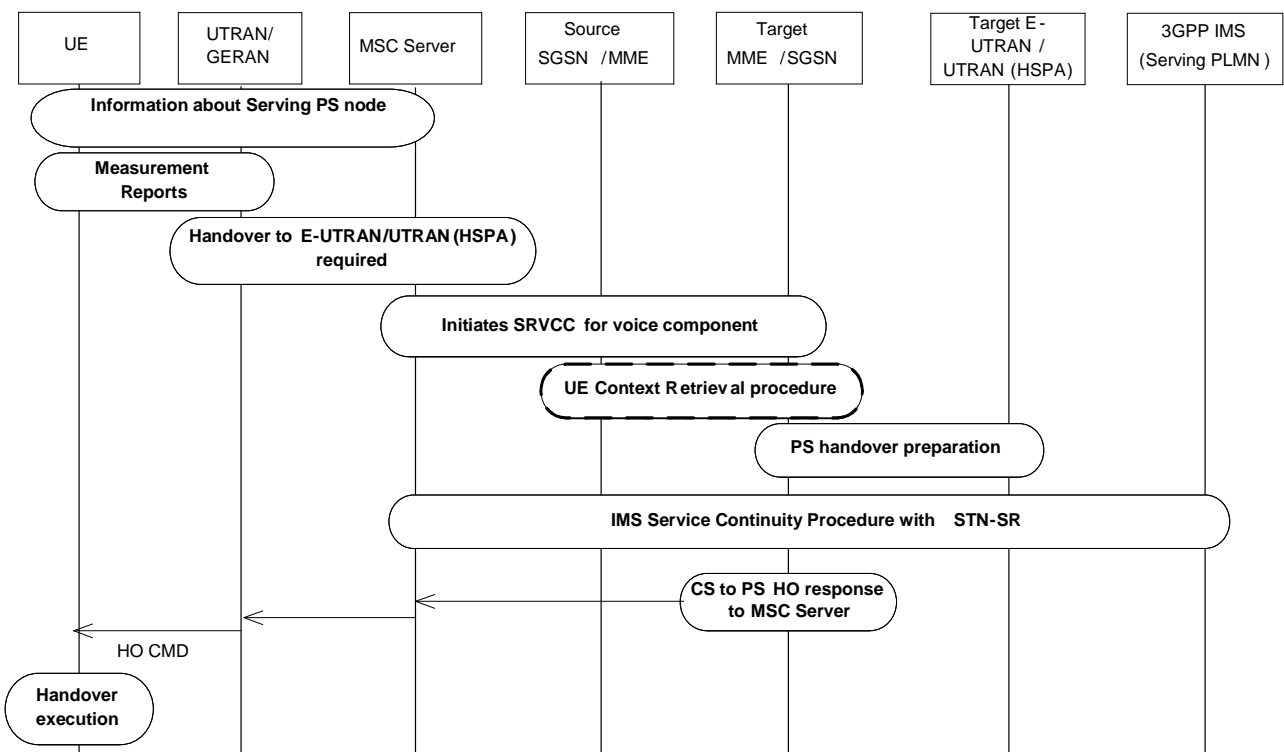 UE
UTRAN/
GERAN
MSC Server
Source
SGSN /MME
Target
MME /SGSN
Target E-
UTRAN /
UTRAN (HSPA)
3GPP IMS
(Serving PLMN)
Information about Serving PS node
Measurement
Reports
Handover to E-UTRAN/UTRAN (HSPA)
required
Initiates SRVCC for voice component
UE Context Retrieval procedure
PS handover preparation
IMS Service Continuity Procedure with STN-SR
CS to PS HO response
to MSC Server
HO CMD
Handover
execution